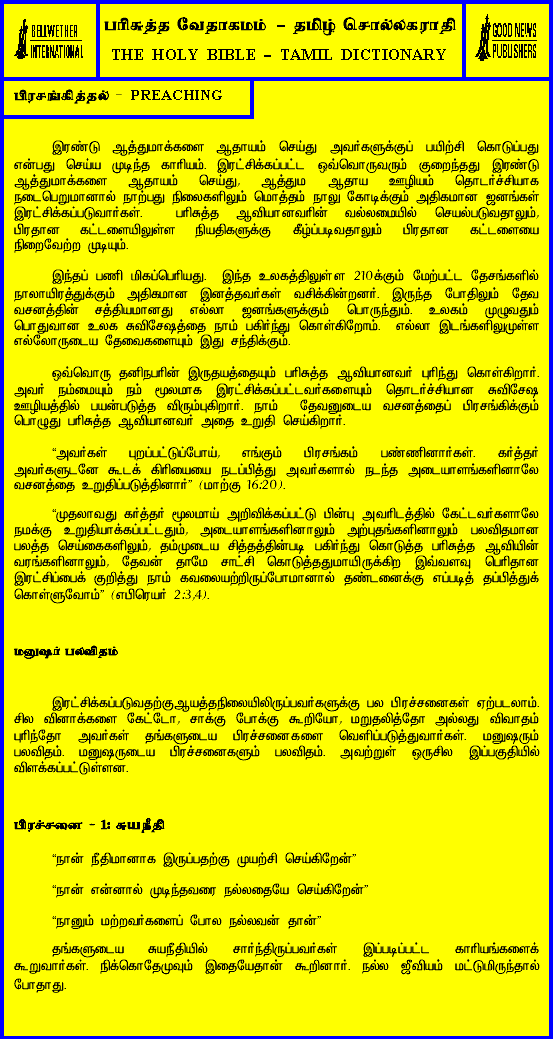 BELLWETHER
INTERNATIONAL
பரிசுத்த வேதாகமம் - தமிழ் சொல்லகராதி
THE HOLY BIBLE - TAMIL DICTIONARY
GOOD NEWS
PUBLISHERS
பிரசங்கித்தல் - PREACHING
இரண்டு ஆத்துமாக்களை ஆதாயம் செய்து அவர்களுக்குப் பயிற்சி கொடுப்பது
என்பது செய்ய முடிந்த காரியம். இரட்சிக்கப்பட்ட ஒவ்வொருவரும் குறைந்தது இரண்டு
ஆத்துமாக்களை ஆதாயம் செய்து, ஆத்தும ஆதாய ஊழியம் தொடர்ச்சியாக
நடைபெறுமானால் நாற்பது நிலைகளிலும் மொத்தம் நாலு கோடிக்கும் அதிகமான ஜனங்கள்
இரட்சிக்கப்படுவார்கள். பரிசுத்த ஆவியானவரின் வல்லமையில் செயல்படுவதாலும்,
பிரதான கட்டளையிலுள்ள நியதிகளுக்கு கீழ்ப்படிவதாலும் பிரதான கட்டளையை
நிறைவேற்ற முடியும்.
இந்தப் பணி மிகப்பெரியது. இந்த உலகத்திலுள்ள 210க்கும் மேற்பட்ட தேசங்களில்
நாலாயிரத்துக்கும் அதிகமான இனத்தவர்கள் வசிக்கின்றனர். இருந்த போதிலும் தேவ
வசனத்தின் சத்தியமானது எல்லா ஜனங்களுக்கும் பொருந்தும். உலகம் முழுவதும்
பொதுவான உலக சுவிசேஷத்தை நாம் பகிர்ந்து கொள்கிறோம். எல்லா இடங்களிலுமுள்ள
எல்லோருடைய தேவைகளையும் இது சந்திக்கும்.
ஒவ்வொரு தனிநபரின் இருதயத்தையும் பரிசுத்த ஆவியானவர் புரிந்து கொள்கிறார்.
அவர் நம்மையும் நம் மூலமாக இரட்சிக்கப்பட்டவர்களையும் தொடர்ச்சியான சுவிசேஷ
ஊழியத்தில் பயன்படுத்த விரும்புகிறார். நாம் தேவனுடைய வசனத்தைப் பிரசங்கிக்கும்
பொழுது பரிசுத்த ஆவியானவர் அதை உறுதி செய்கிறார்.
“அவர்கள் புறப்பட்டுப்போய், எங்கும் பிரசங்கம் பண்ணினார்கள். கர்த்தர்
அவர்களுடனே கூடக் கிரியையை நடப்பித்து அவர்களால் நடந்த அடையாளங்களினாலே
வசனத்தை உறுதிப்படுத்தினார்” (மாற்கு 16:20).
“முதலாவது கர்த்தர் மூலமாய் அறிவிக்கப்பட்டு பின்பு அவரிடத்தில் கேட்டவர்களாலே
நமக்கு உறுதியாக்கப்பட்டதும், அடையாளங்களினாலும் அற்புதங்களினாலும் பலவிதமான
பலத்த செய்கைகளிலும், தம்முடைய சித்தத்தின்படி பகிர்ந்து கொடுத்த பரிசுத்த ஆவியின்
வரங்களினாலும், தேவன் தாமே சாட்சி கொடுத்ததுமாயிருக்கிற இவ்வளவு பெரிதான
இரட்சிப்பைக் குறித்து நாம் கவலையற்றிருப்போமானால் தண்டனைக்கு எப்படித் தப்பித்துக்
கொள்ளுவோம்” (எபிரெயர் 2:3,4).
மனுஷர் பலவிதம்
இரட்சிக்கப்படுவதற்குஆயத்தநிலையிலிருப்பவர்களுக்கு பல பிரச்சனைகள் ஏற்படலாம்.
சில வினாக்களை கேட்டோ, சாக்கு போக்கு கூறியோ, மறுதலித்தோ அல்லது விவாதம்
புரிந்தோ அவர்கள் தங்களுடைய பிரச்சனைகளை வெளிப்படுத்துவார்கள். மனுஷரும்
பலவிதம். மனுஷருடைய பிரச்சனைகளும் பலவிதம். அவற்றுள் ஒருசில இப்பகுதியில்
விளக்கப்பட்டுள்ளன.
பிரச்சனை - 1: சுயநீதி
“நான் நீதிமானாக இருப்பதற்கு முயற்சி செய்கிறேன்”
“நான் என்னால் முடிந்தவரை நல்லதையே செய்கிறேன்”
“நானும் மற்றவர்களைப் போல நல்லவன் தான்”
தங்களுடைய சுயநீதியில் சார்ந்திருப்பவர்கள் இப்படிப்பட்ட காரியங்களைக்
கூறுவார்கள். நிக்கொதேமுவும் இதையேதான் கூறினார். நல்ல ஜீவியம் மட்டுமிருந்தால்
போதாது.